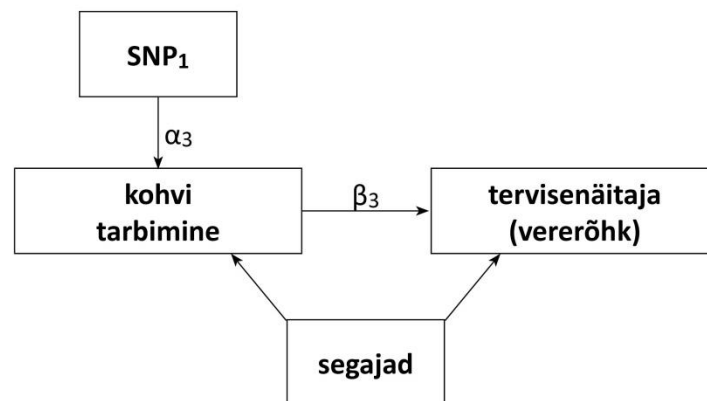 SNP₁
α₃
kohvi
tarbimine
β₃
tervisenäitaja
(vererõhk)
segajad